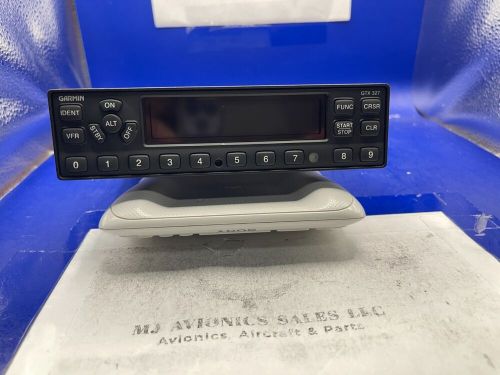 GARMIN
GTX 327
IDENT
ON
ALT
STBY
OFF
VFR
FUNC
CRSR
START
STOP
CLR
0 1 2 3 4 5 6 7 8 9
SONY
MJ AVIONICS SALES LLC
Avionics, Aircraft & Parts